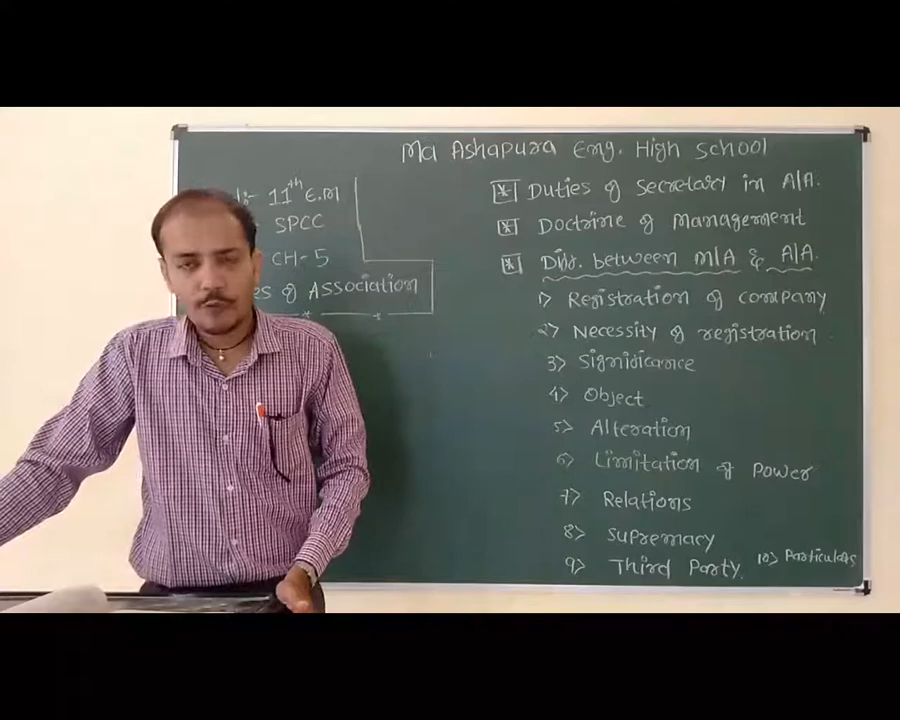 Ma Ashapura Eng. High School
:- 11th E.M
SPCC
CH-5
es of Association
* Duties of Secretary in A/A.
* Doctrine of Management
* Diff. between M/A & A/A.
1> Registration of company
2> Necessity of registration
3> Significance
4> Object
5> Alteration
6> Limitation of Power
7> Relations
8> Supremacy
9> Third Party.
10> Particulars